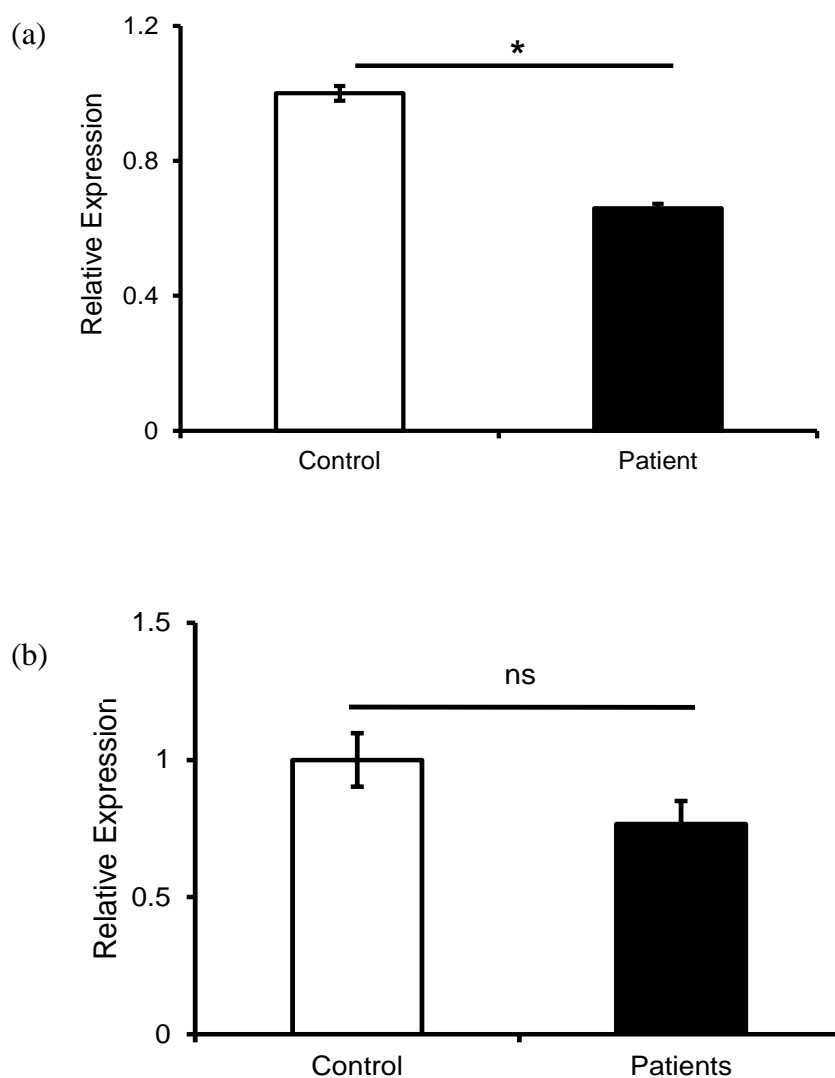 (a)
1.2
*
Relative Expression
0.8
0.4
0
Control Patient
(b)
1.5
ns
Relative Expression
1
0.5
0
Control Patients